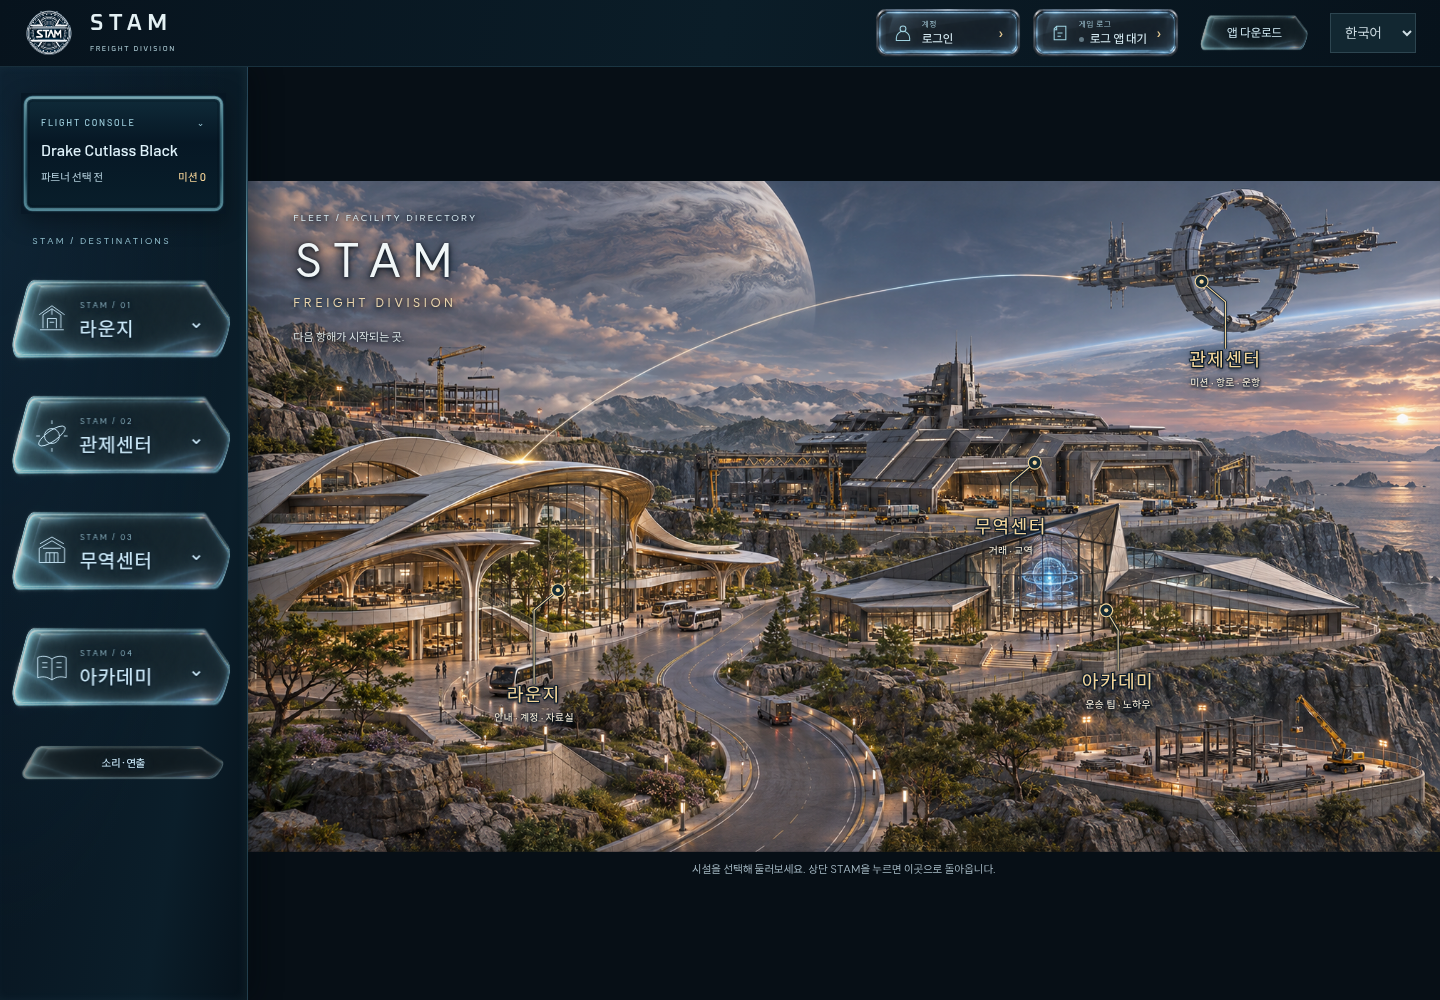 STAM
STAM
FREIGHT DIVISION
계정
로그인
게임 로그
로그 앱 대기
앱 다운로드
한국어
FLIGHT CONSOLE
Drake Cutlass Black
파트너 선택 전
미션 0
STAM / DESTINATIONS
STAM / 01
라운지
STAM / 02
관제센터
STAM / 03
무역센터
STAM / 04
아카데미
소리·연출
FLEET / FACILITY DIRECTORY
STAM
FREIGHT DIVISION
다음 항해가 시작되는 곳.
관제센터
미션 · 항로 · 운항
무역센터
거래 · 교역
라운지
안내 · 계정 · 자료실
아카데미
운송 팁 · 노하우
시설을 선택해 둘러보세요. 상단 STAM을 누르면 이곳으로 돌아옵니다.